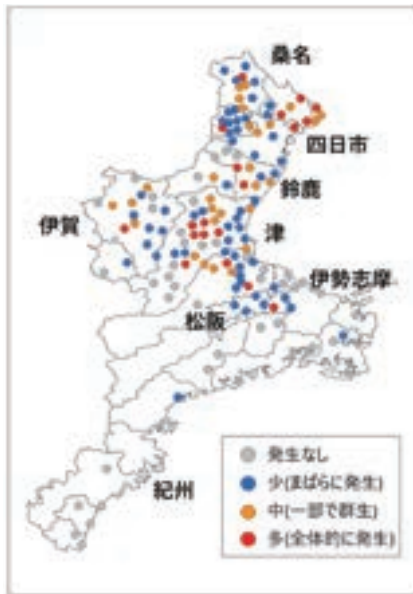 桑名
四日市
鈴鹿
伊賀
津
伊勢志摩
松阪
紀州
発生なし
少(まばらに発生)
中(一部で群生)
多(全体的に発生)